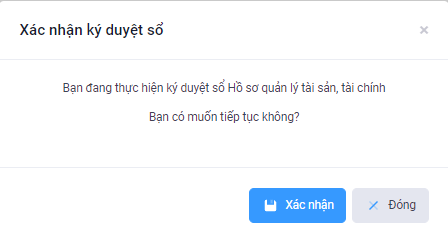 Xác nhận ký duyệt sổ
Bạn đang thực hiện ký duyệt sổ Hồ sơ quản lý tài sản, tài chính
Bạn có muốn tiếp tục không?
Xác nhận
Đóng